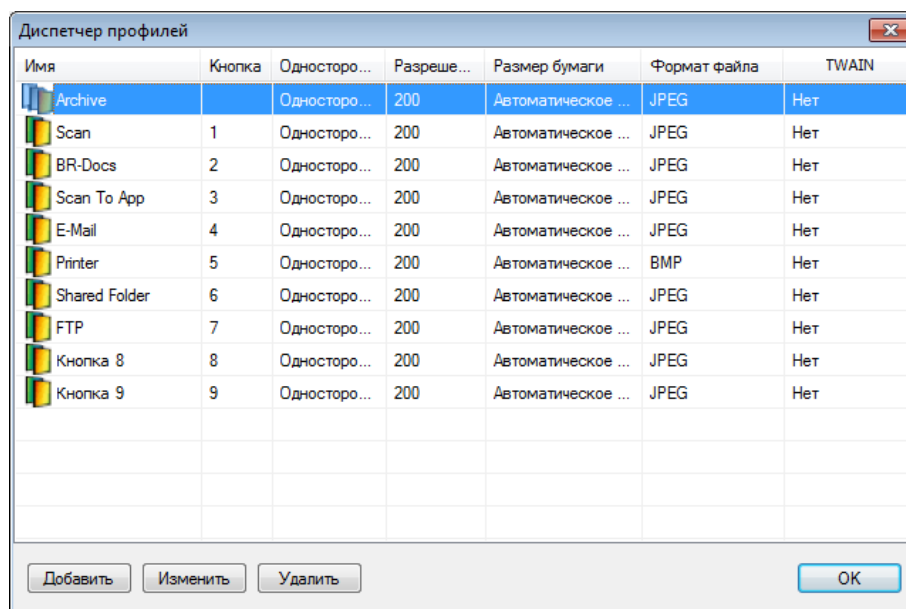 Диспетчер профилей
Имя Кнопка Односторо... Разреше... Размер бумаги Формат файла TWAIN
Archive Односторо... 200 Автоматическое ... JPEG Нет
Scan 1 Односторо... 200 Автоматическое ... JPEG Нет
BR-Docs 2 Односторо... 200 Автоматическое ... JPEG Нет
Scan To App 3 Односторо... 200 Автоматическое ... JPEG Нет
E-Mail 4 Односторо... 200 Автоматическое ... JPEG Нет
Printer 5 Односторо... 200 Автоматическое ... BMP Нет
Shared Folder 6 Односторо... 200 Автоматическое ... JPEG Нет
FTP 7 Односторо... 200 Автоматическое ... JPEG Нет
Кнопка 8 8 Односторо... 200 Автоматическое ... JPEG Нет
Кнопка 9 9 Односторо... 200 Автоматическое ... JPEG Нет
Добавить Изменить Удалить OK